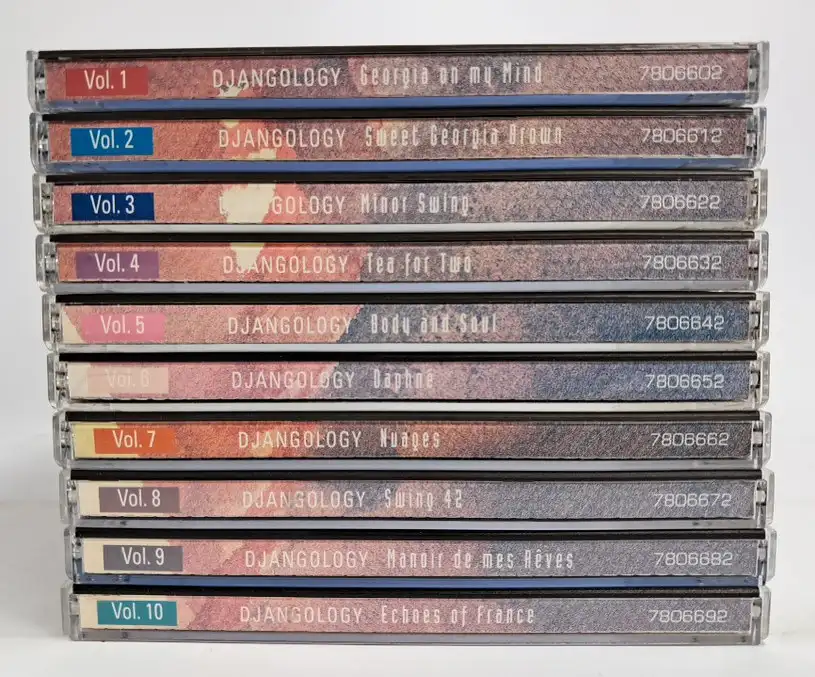 Vol. 1 DJANGOLOGY Georgia on my Mind 7806602
Vol. 2 DJANGOLOGY Sweet Georgia Brown 7806612
Vol. 3 DJANGOLOGY Minor Swing 7806622
Vol. 4 DJANGOLOGY Tea for Two 7806632
Vol. 5 DJANGOLOGY Body and Soul 7806642
Vol. 6 DJANGOLOGY Daphne 7806652
Vol. 7 DJANGOLOGY Nuages 7806662
Vol. 8 DJANGOLOGY Swing 42 7806672
Vol. 9 DJANGOLOGY Manoir de mes Rêves 7806682
Vol. 10 DJANGOLOGY Echoes of France 7806692